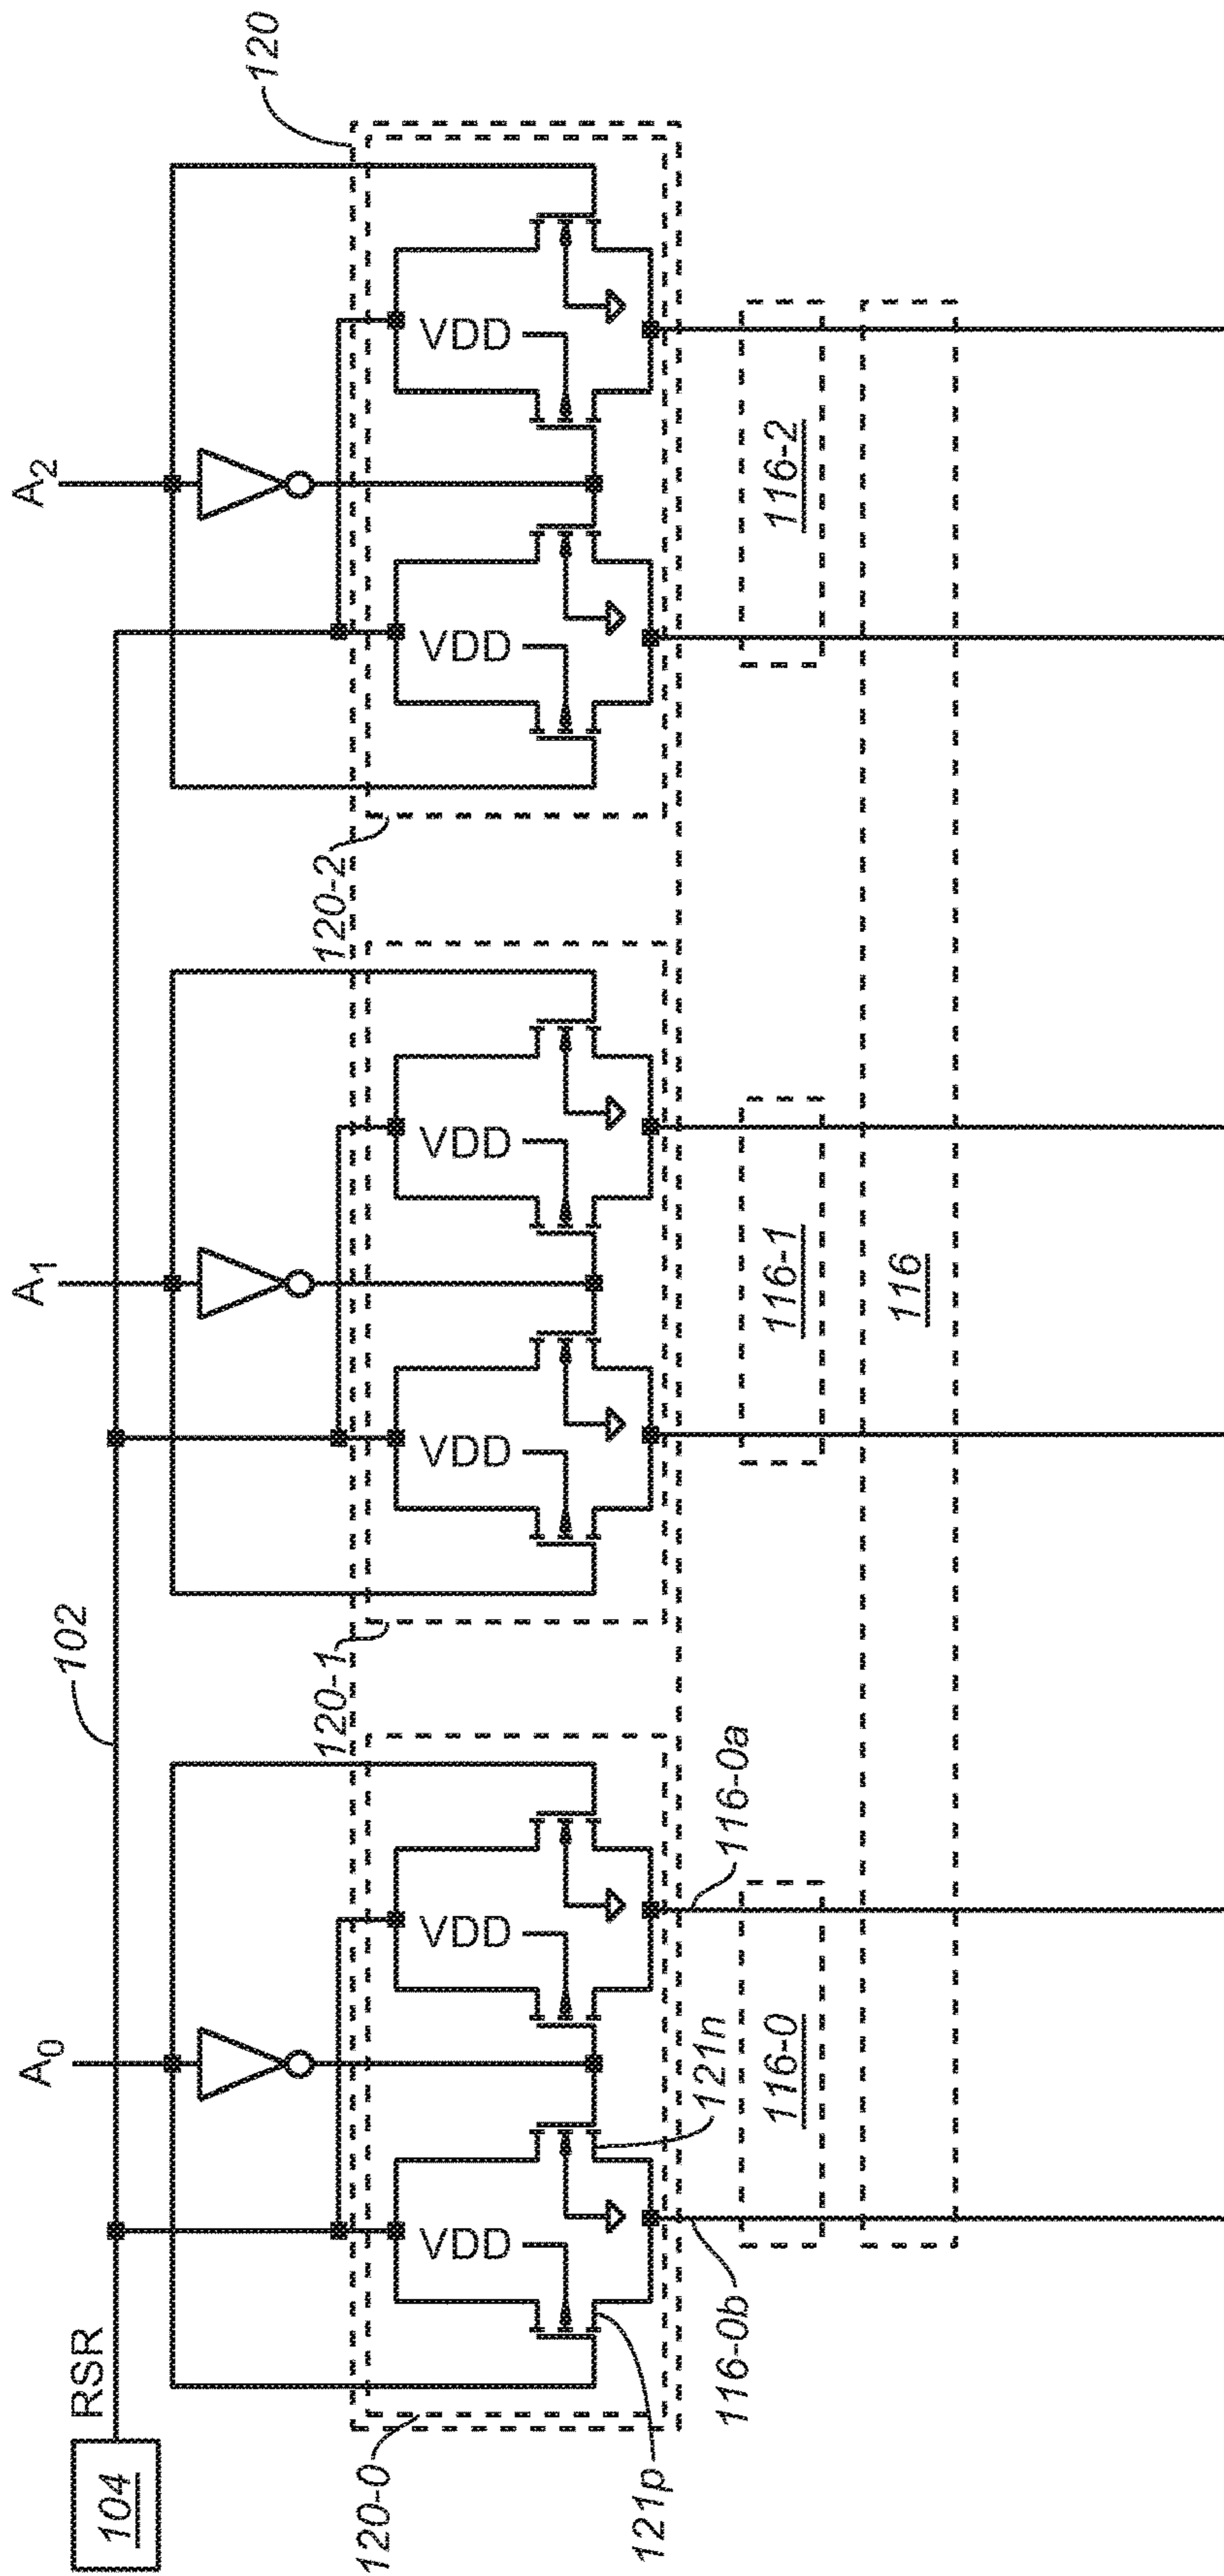 A₀
A₁
A₂
104
RSR
102
120
120-0
120-1
120-2
VDD
VDD
VDD
VDD
VDD
VDD
121p
121n
116-0b
116-0a
116-0
116-1
116-2
116